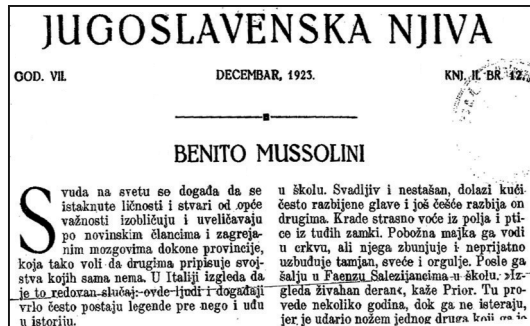 JUGOSLAVENSKA NJIVA
GOD. VII.
DECEMBAR, 1923.
KNJ. II. BR. 12.
BENITO MUSSOLINI
Svuda na svetu se događa da se
istaknute ličnosti i stvari od opće
važnosti izobličuju i uveličavaju
po novinskim člancima i zagreja-
nim mozgovima dokone provincije,
koja tako voli da drugima pripisuje svoj-
stva kojih sama nema. U Italiji izgleda da
je to redovan slučaj: ovde ljudi i događaji
vrlo često postaju legende pre nego i uđu
u istoriju.
u školu. Svadljiv i nestašan, dolazi kući
često razbijene glave i još češće razbija on
drugima. Krade strasno voće iz polja i pti-
ce iz tuđih zamki. Pobožna majka ga vodi
u crkvu, ali njega zbunjuje i neprijatno
uzbuđuje tamjan, sveće i orgulje. Posle ga
šalju u Faenzu Salezijancima u školu. »Iz-
gleda živahan deran«, kaže Prior. Tu pro-
vede nekoliko godina, dok ga ne isteraju,
jer je udario nožem jednog druga koji ga je